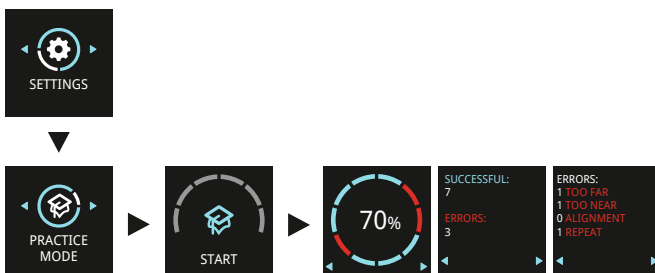 SETTINGS
PRACTICE
MODE
START
70%
SUCCESSFUL:
7
ERRORS:
3
ERRORS:
1 TOO FAR
1 TOO NEAR
0 ALIGNMENT
1 REPEAT